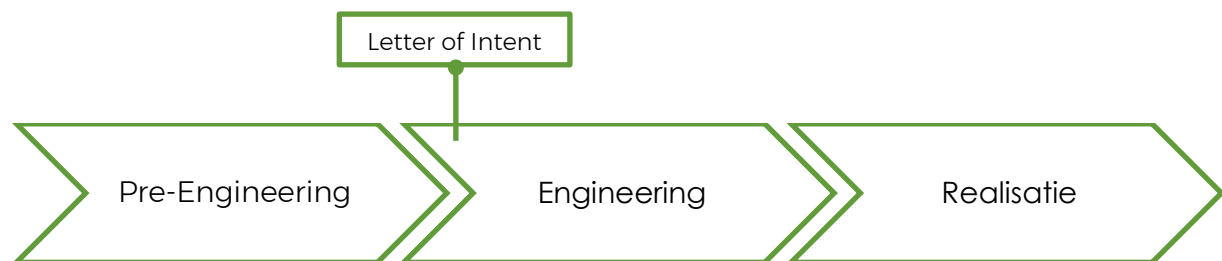 Letter of Intent
Pre-Engineering
Engineering
Realisatie